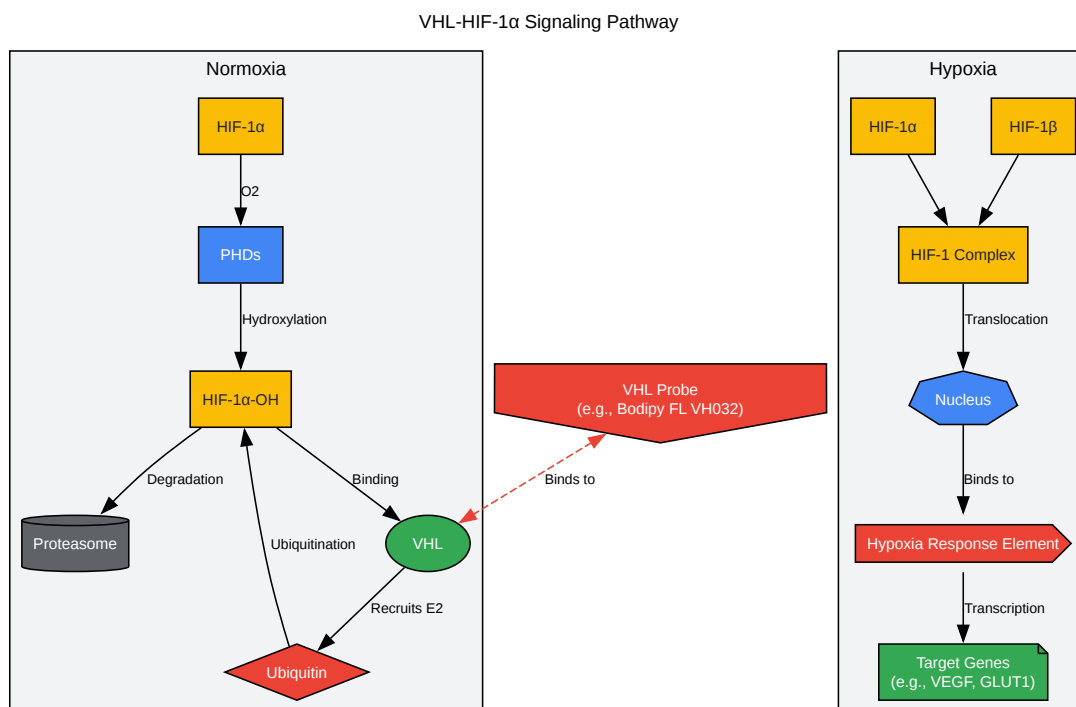 VHL-HIF-1α Signaling Pathway
Normoxia
HIF-1α
O2
PHDs
Hydroxylation
HIF-1α-OH
Degradation
Binding
Proteasome
Ubiquitination
VHL
Recruits E2
Ubiquitin
VHL Probe
(e.g., Bodipy FL VH032)
Binds to
Hypoxia
HIF-1α
HIF-1β
HIF-1 Complex
Translocation
Nucleus
Binds to
Hypoxia Response Element
Transcription
Target Genes
(e.g., VEGF, GLUT1)